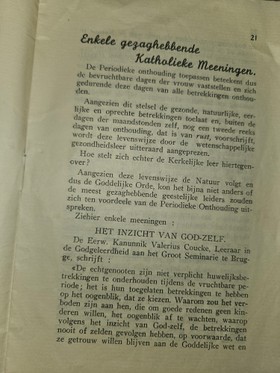 21
Enkele gezaghebbende
Katholieke Meeningen.
De Periodieke onthouding toepassen beteekent dus
de bevruchtbare dagen der vrouw vaststellen en zich
gedurende deze dagen van alle betrekkingen onthou-
den.
Aangezien dit stelsel de gezonde, natuurlijke, eer-
lijke en oprechte betrekkingen toelaat en, buiten de
dagen der maandstonden zelf, nog een tweede reeks
dagen van onthouding, dat is van rust, voorschrijft,
wordt deze levenswijze door de wetenschappelijke
gezondheidsleer uiteraard aangeprezen.
Hoe stelt zich echter de Kerkelijke leer hiertegen-
over?
Aangezien deze levenswijze de Natuur volgt en
dus de Goddelijke Orde, kon het bijna niet anders of
de meest gezaghebbende geestelijke leiders zouden
zich ten voordeele van de Periodieke Onthouding uit-
spreken.
Ziehier enkele meeningen :
HET INZICHT VAN GOD-ZELF.
De Eerw. Kanunnik Valerius Coucke, Leeraar in
de Godgeleerdheid aan het Groot Seminarie te Brug-
ge, schrijft :
«De echtgenooten zijn niet verplicht huwelijksbe-
trekkingen te onderhouden tijdens de vruchtbare pe-
riode; het is hun toegelaten betrekkingen te hebben
op het oogenblik, dat ze kiezen. Waarom zou het ver-
boden zijn aan die, die om goede redenen geen kin-
deren willen, het oogenblik af te wachten, waarop
volgens het inzicht van God-zelf, de betrekkingen
nooit of zelden gevolgen hebben, op voorwaarde, dat
ze getrouw willen blijven aan de Goddelijke wet en